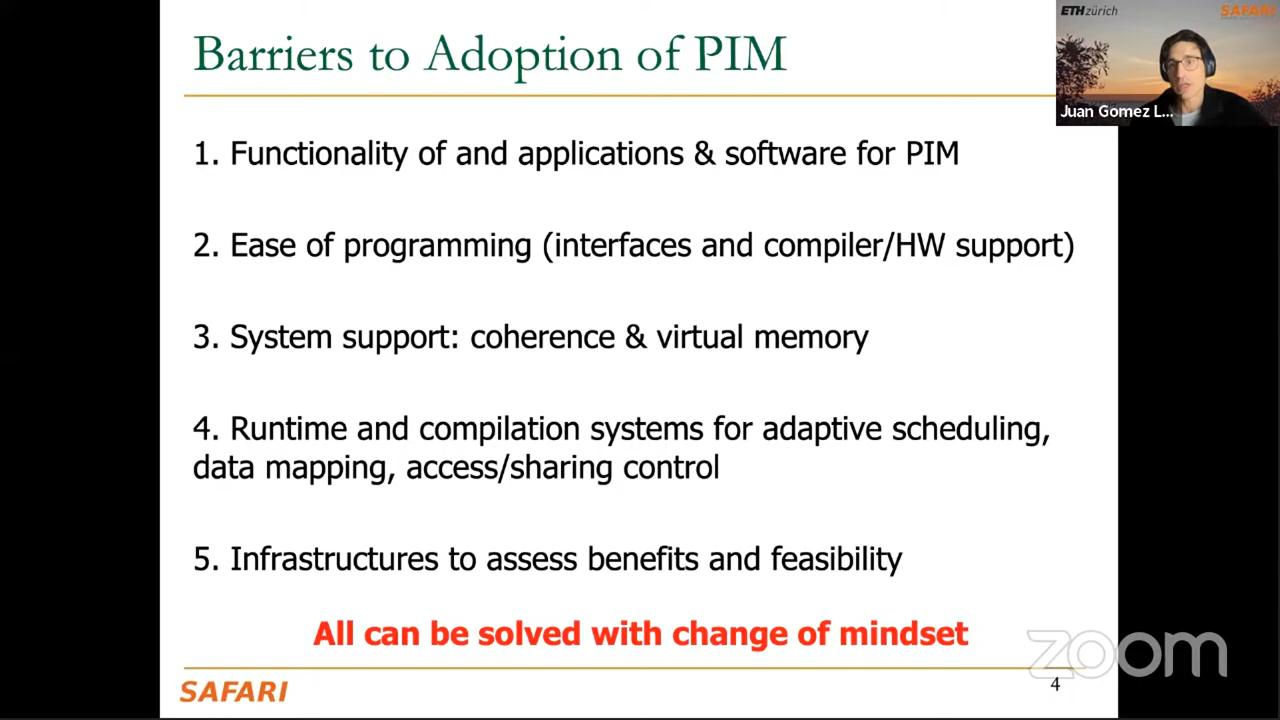 Barriers to Adoption of PIM
ETH zürich
SAFARI
Juan Gomez L...
1. Functionality of and applications & software for PIM
2. Ease of programming (interfaces and compiler/HW support)
3. System support: coherence & virtual memory
4. Runtime and compilation systems for adaptive scheduling,
data mapping, access/sharing control
5. Infrastructures to assess benefits and feasibility
All can be solved with change of mindset
zoom
SAFARI
4